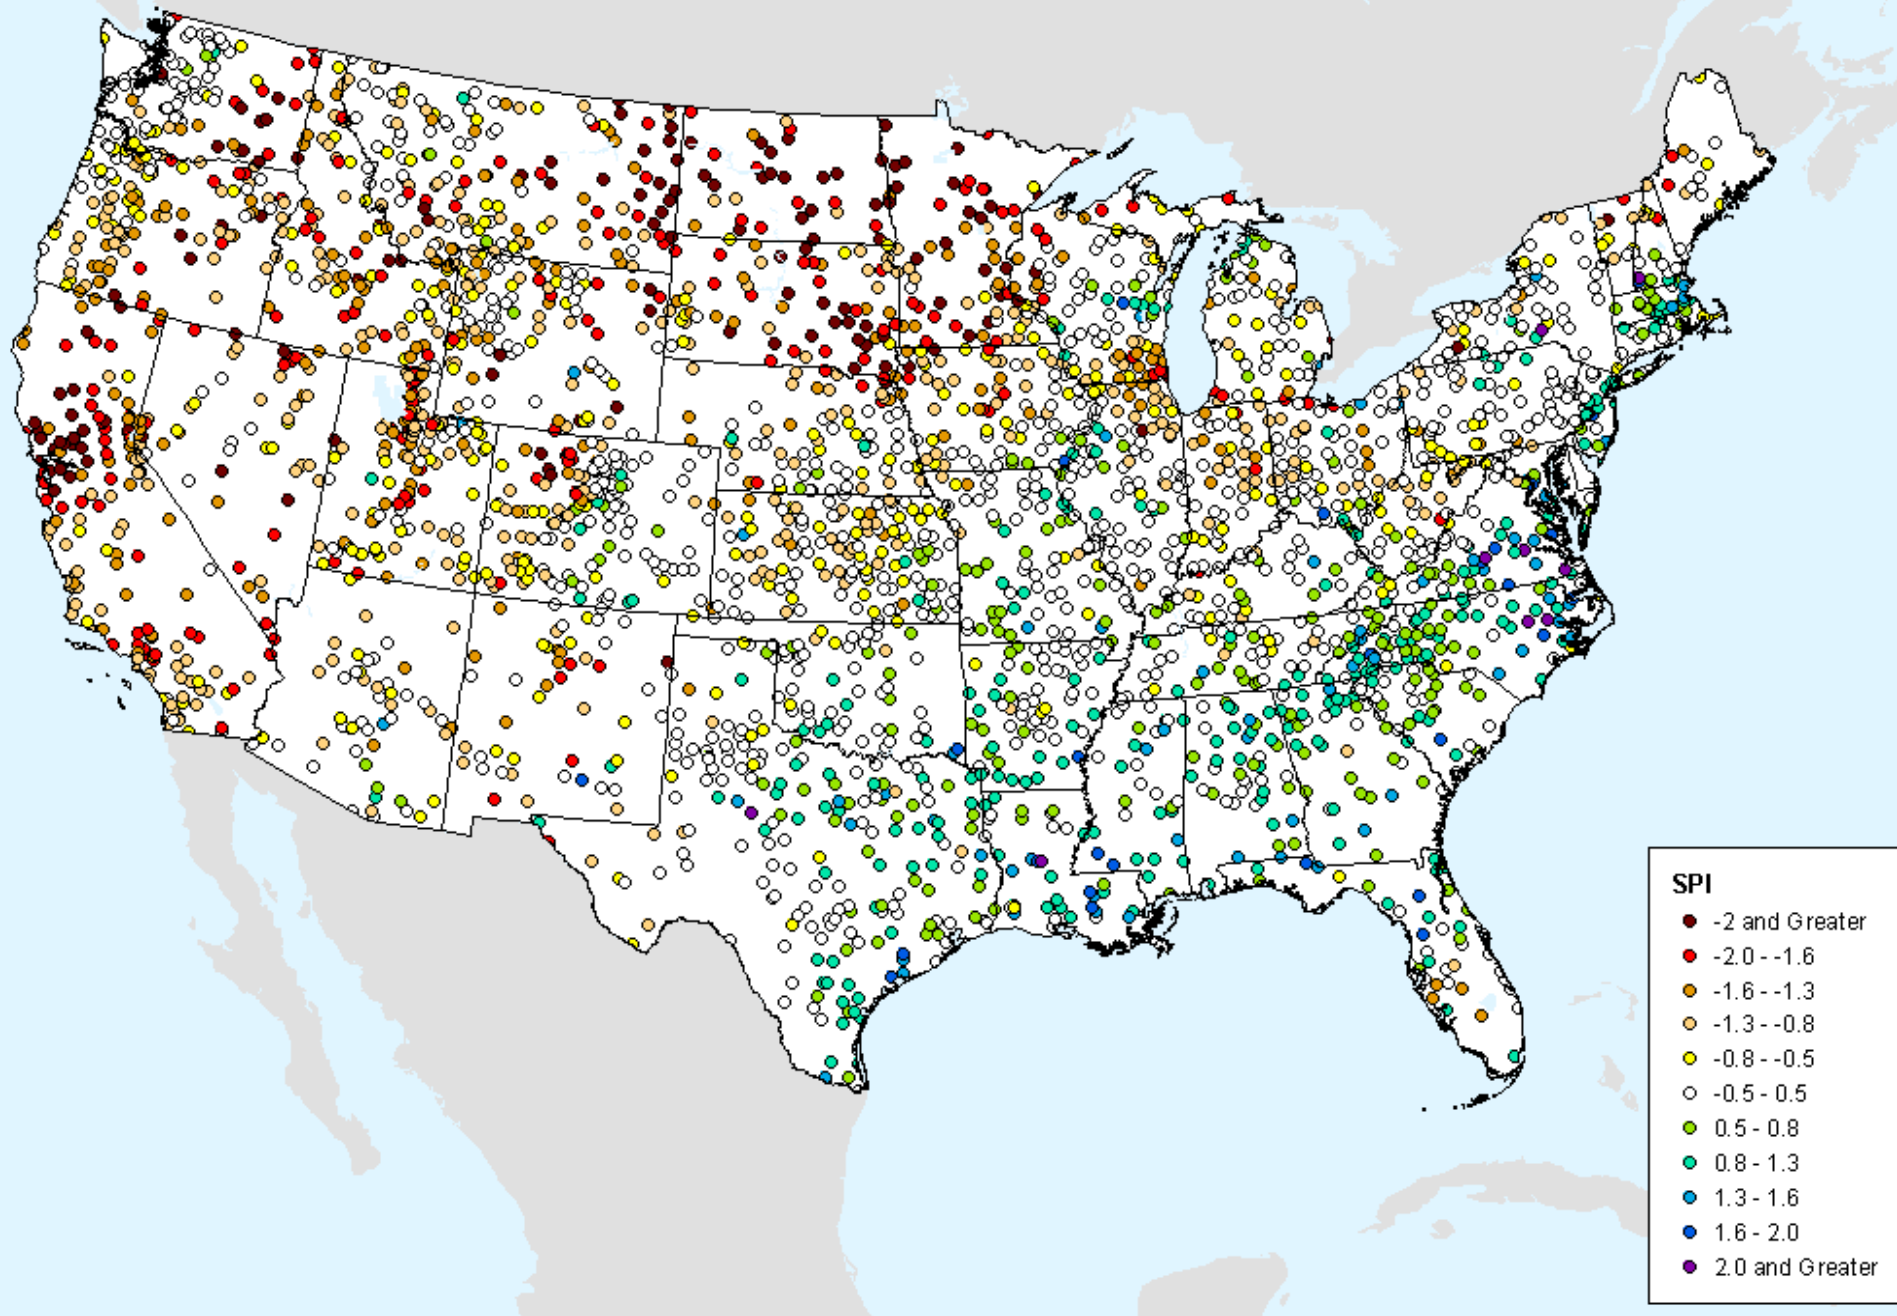 SPI
-2 and Greater
-2.0 - -1.6
-1.6 - -1.3
-1.3 - -0.8
-0.8 - -0.5
-0.5 - 0.5
0.5 - 0.8
0.8 - 1.3
1.3 - 1.6
1.6 - 2.0
2.0 and Greater